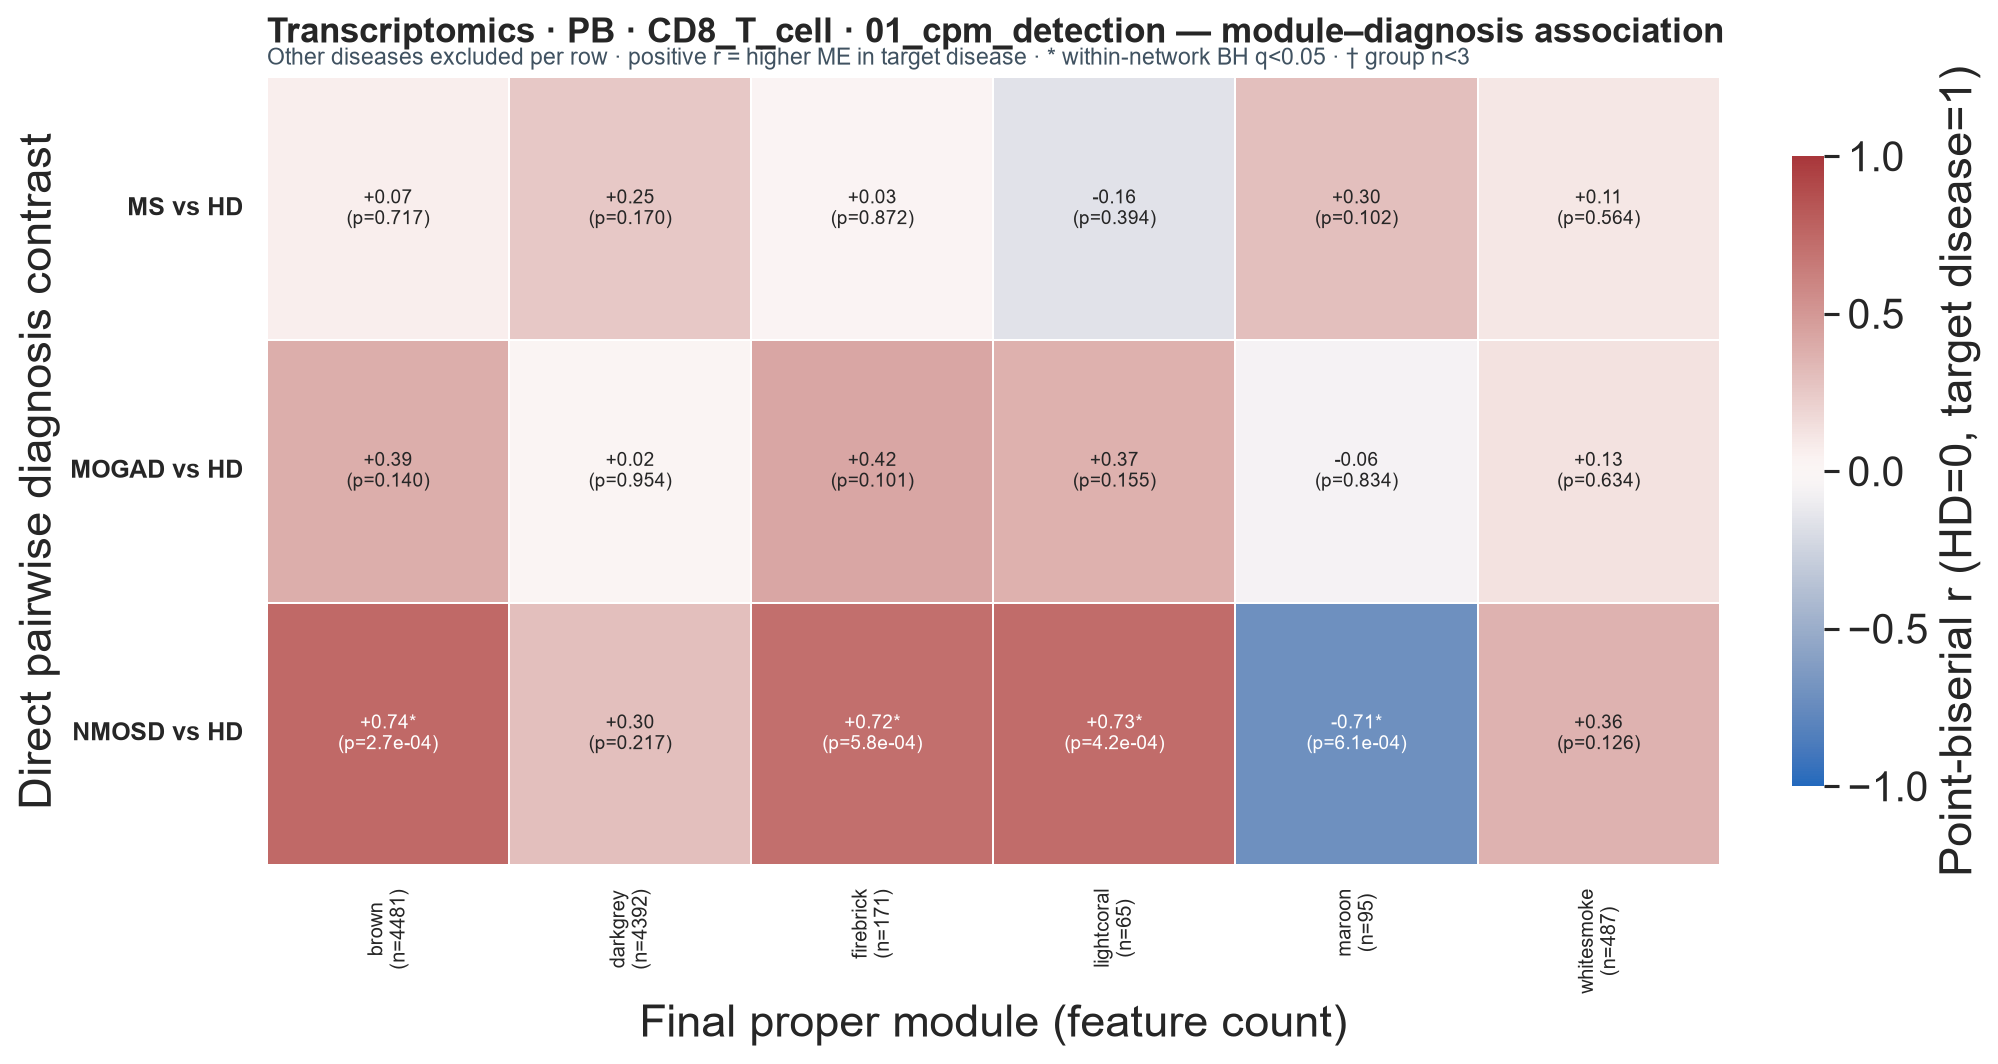 Transcriptomics · PB · CD8_T_cell · 01_cpm_detection — module–diagnosis association
Other diseases excluded per row · positive r = higher ME in target disease · * within-network BH q<0.05 · † group n<3
Direct pairwise diagnosis contrast
MS vs HD
+0.07
(p=0.717)
+0.25
(p=0.170)
+0.03
(p=0.872)
-0.16
(p=0.394)
+0.30
(p=0.102)
+0.11
(p=0.564)
MOGAD vs HD
+0.39
(p=0.140)
+0.02
(p=0.954)
+0.42
(p=0.101)
+0.37
(p=0.155)
-0.06
(p=0.834)
+0.13
(p=0.634)
NMOSD vs HD
+0.74*
(p=2.7e-04)
+0.30
(p=0.217)
+0.72*
(p=5.8e-04)
+0.73*
(p=4.2e-04)
-0.71*
(p=6.1e-04)
+0.36
(p=0.126)
brown
(n=4481)
darkgrey
(n=4392)
firebrick
(n=171)
lightcoral
(n=65)
maroon
(n=95)
whitesmoke
(n=487)
Final proper module (feature count)
1.0
0.5
0.0
−0.5
−1.0
Point-biserial r (HD=0, target disease=1)